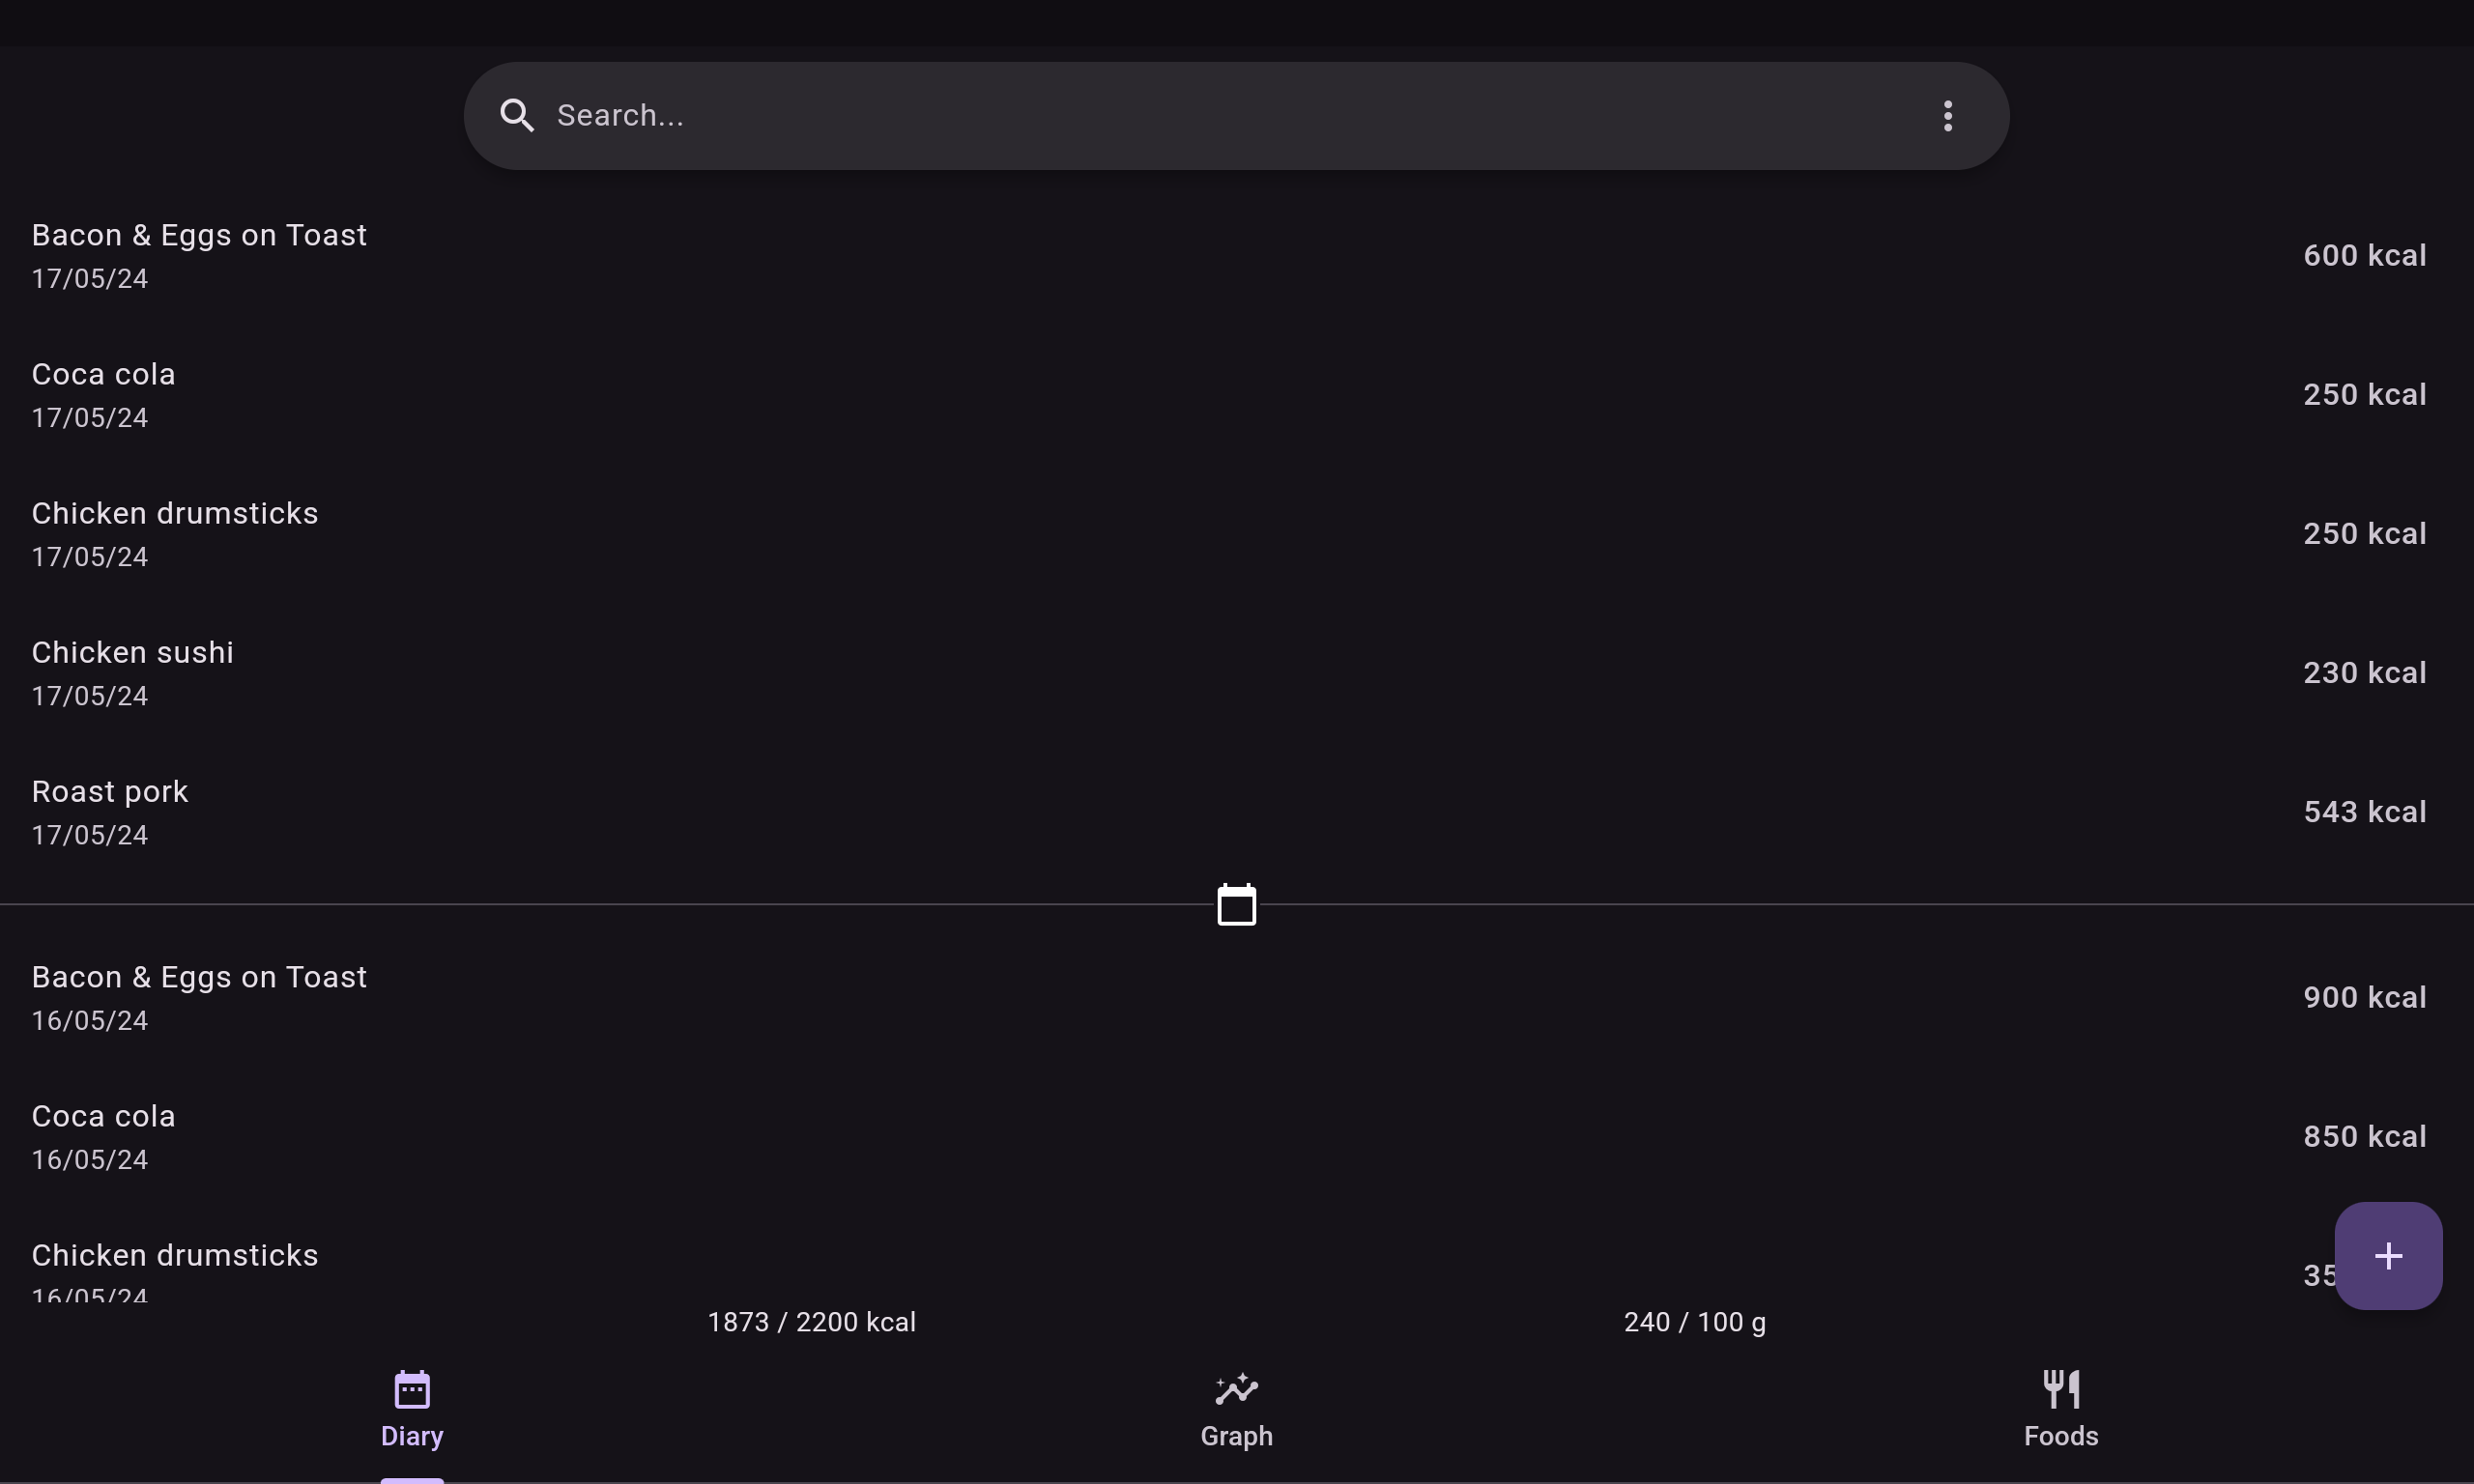 Search...
Bacon & Eggs on Toast
17/05/24
600 kcal
Coca cola
17/05/24
250 kcal
Chicken drumsticks
17/05/24
250 kcal
Chicken sushi
17/05/24
230 kcal
Roast pork
17/05/24
543 kcal
Bacon & Eggs on Toast
16/05/24
900 kcal
Coca cola
16/05/24
850 kcal
Chicken drumsticks
16/05/24
1873 / 2200 kcal
240 / 100 g
Diary
Graph
Foods